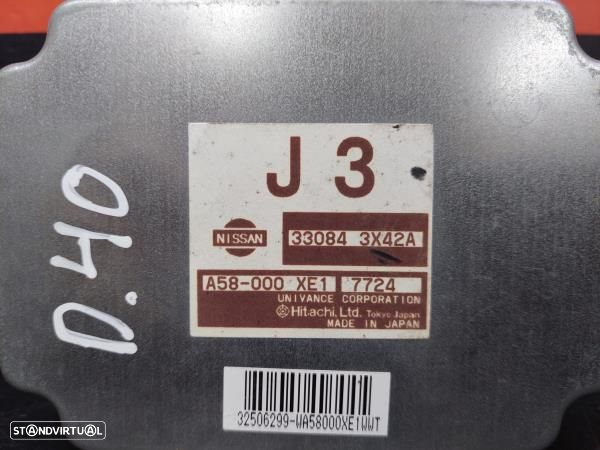 D.40
J 3
NISSAN
33084 3X42A
A58-000 XE1 7724
UNIVANCE CORPORATION
Hitachi, Ltd. Tokyo Japan
MADE IN JAPAN
32506299-WA58000XE1WWT
STANDVIRTUAL